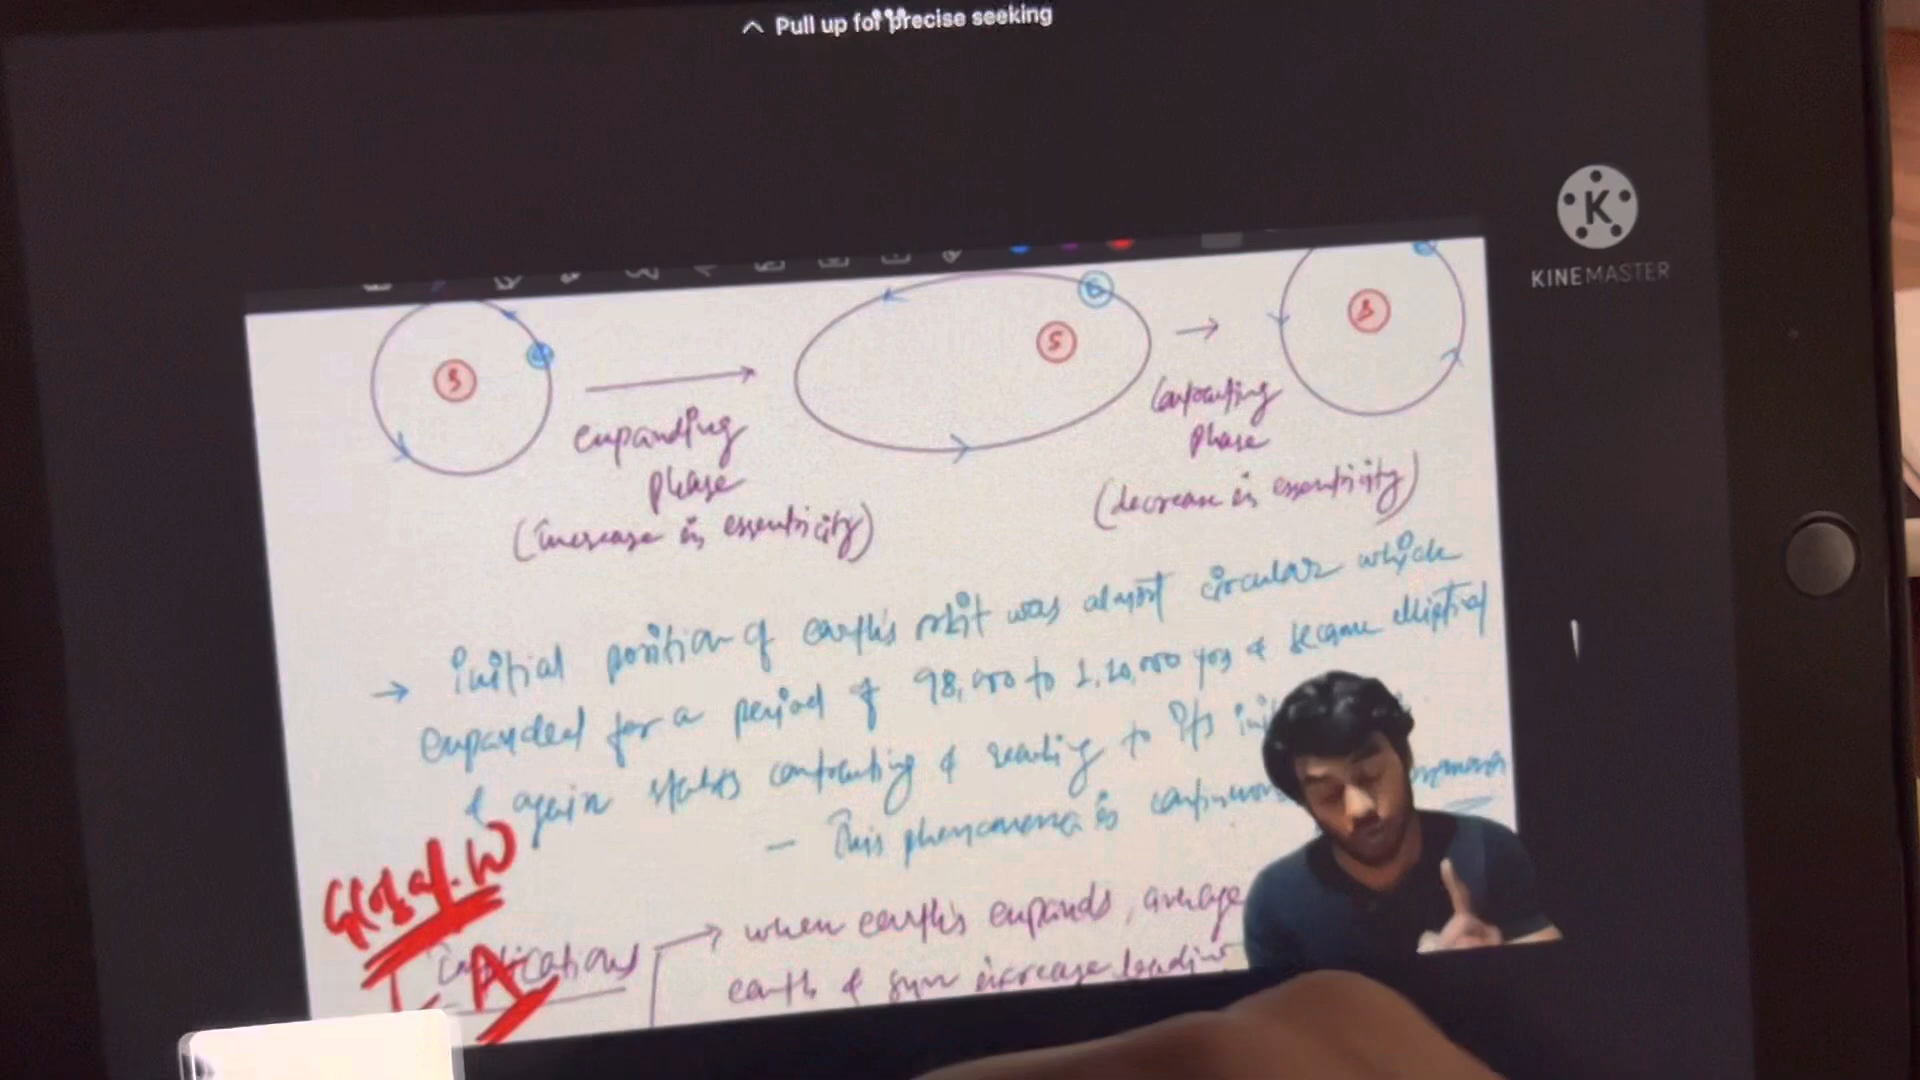 Pull up for precise seeking
K
KINEMASTER
S
S
S
expanding
phase
(increase in essentricity)
contracting
phase
(decrease in essentricity)
→ initial position of earth's orbit was almost circular which
expanded for a period of 98,000 to 1,20,000 yrs & became elliptical
& again starts contracting & to its
- This phenomena is
Global.W
Implications
I-A
→ when earth's expands, average
earth & sun increase leading